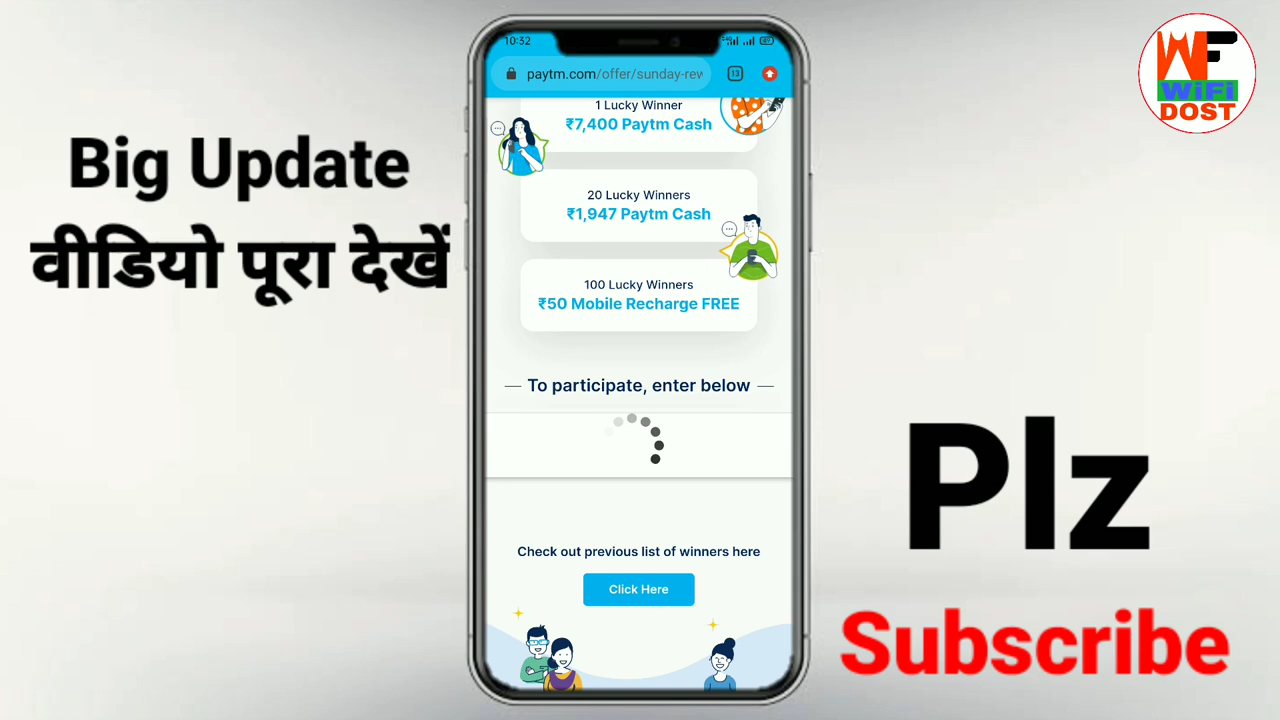 Big Update
वीडियो पूरा देखें
10:32
paytm.com/offer/sunday-rew
13
1 Lucky Winner
₹7,400 Paytm Cash
20 Lucky Winners
₹1,947 Paytm Cash
100 Lucky Winners
₹50 Mobile Recharge FREE
To participate, enter below
Check out previous list of winners here
Click Here
WF
WiFi
DOST
Plz
Subscribe